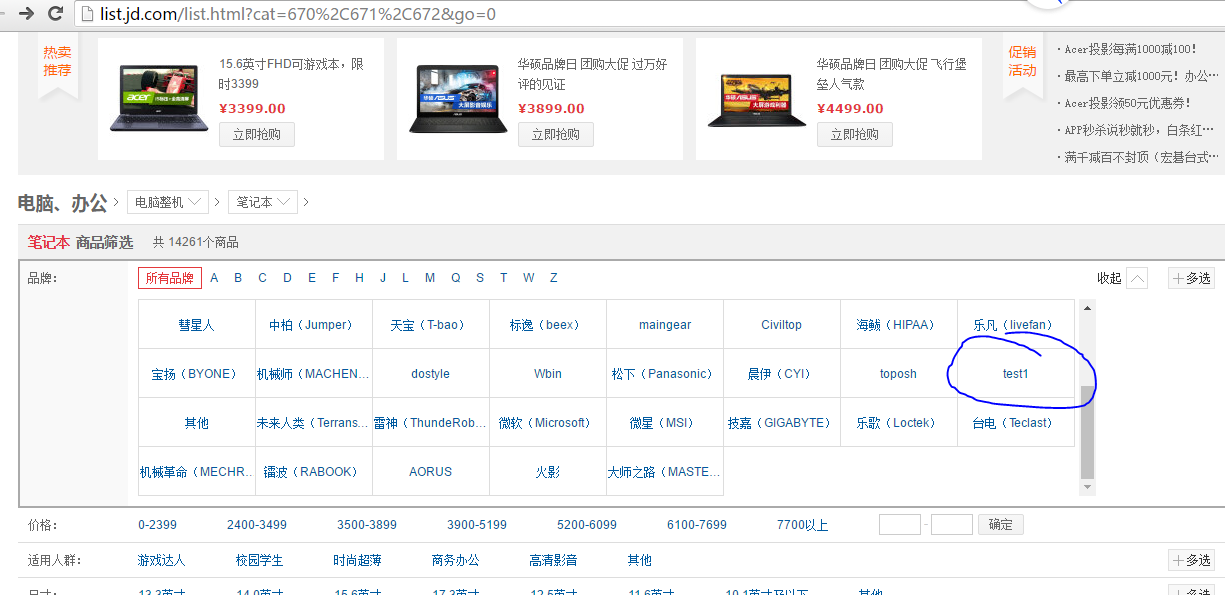 list.jd.com/list.html?cat=670%2C671%2C672&go=0
热卖
推荐
15.6英寸FHD可游戏本，限
时3399
¥3399.00
立即抢购
华硕品牌日 团购大促 过万好
评的见证
¥3899.00
立即抢购
华硕品牌日 团购大促 飞行堡
垒人气款
¥4499.00
立即抢购
促销
活动
· Acer投影每满1000减100！
· 最高下单立减1000元！办公…
· Acer投影领50元优惠券！
· APP秒杀说秒就秒，白条红…
· 满千减百不封顶（宏碁台式…
电脑、办公 > 电脑整机 > 笔记本 >
笔记本 商品筛选 共 14261个商品
品牌： 所有品牌 A B C D E F H J L M Q S T W Z 收起 +多选
彗星人 中柏（Jumper） 天宝（T-bao） 标逸（beex） maingear Civiltop 海鲅（HIPAA） 乐凡（livefan）
宝扬（BYONE） 机械师（MACHEN... dostyle Wbin 松下（Panasonic） 晨伊（CYI） toposh test1
其他 未来人类（Terrans... 雷神（ThundeRob... 微软（Microsoft） 微星（MSI） 技嘉（GIGABYTE） 乐歌（Loctek） 台电（Teclast）
机械革命（MECHR... 镭波（RABOOK） AORUS 火影 大师之路（MASTE...
价格： 0-2399 2400-3499 3500-3899 3900-5199 5200-6099 6100-7699 7700以上 - 确定
适用人群： 游戏达人 校园学生 时尚超薄 商务办公 高清影音 其他 +多选
尺寸： 13.3英寸 14.0英寸 15.6英寸 17.3英寸 12.5英寸 11.6英寸 10.1英寸及以下 其他 +多选